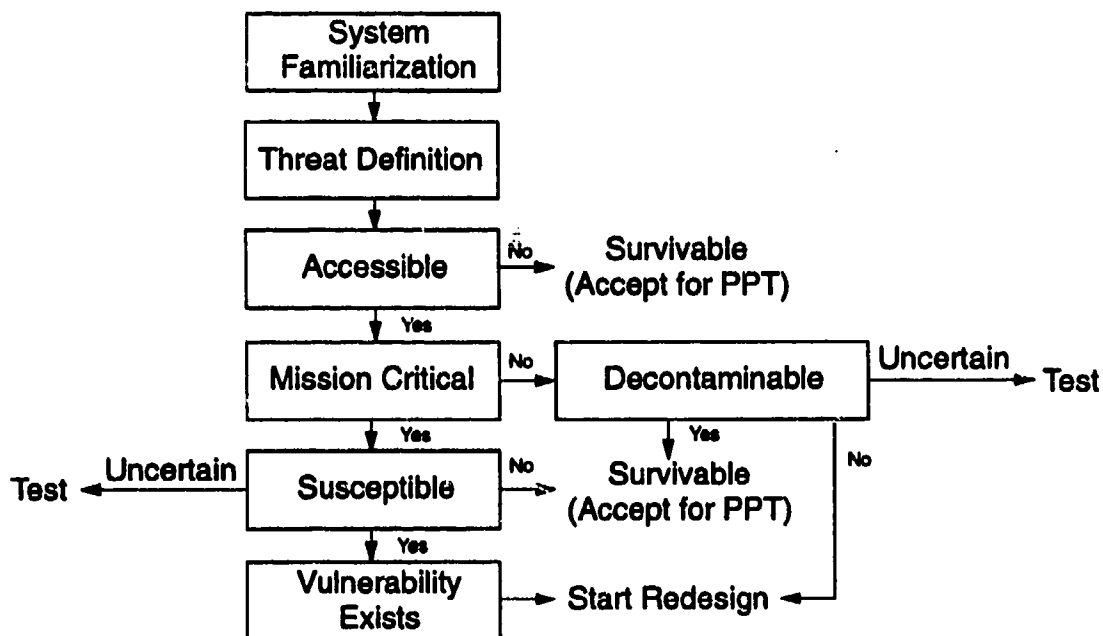 System
Familiarization
Threat Definition
Accessible
No
Survivable
(Accept for PPT)
Yes
Mission Critical
No
Decontaminable
Uncertain
Test
Yes
Yes
No
Test
Uncertain
Susceptible
No
Survivable
(Accept for PPT)
Yes
Vulnerability
Exists
Start Redesign